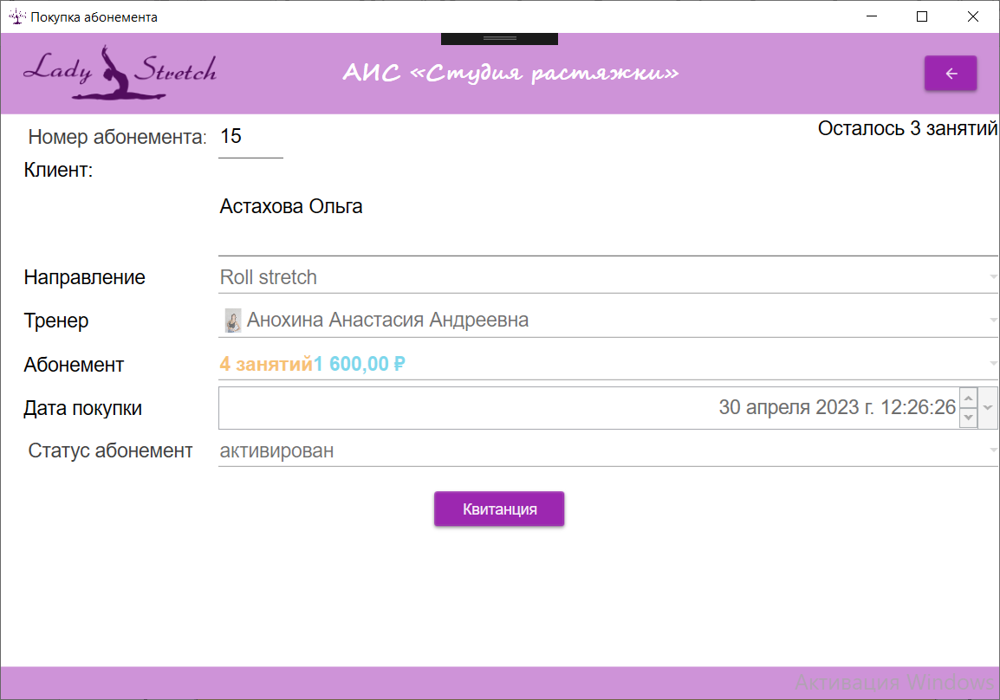 Покупка абонемента
Lady Stretch
АИС «Студия растяжки»
Номер абонемента: 15
Осталось 3 занятий
Клиент:
Астахова Ольга
Направление Roll stretch
Тренер Анохина Анастасия Андреевна
Абонемент 4 занятий1 600,00 ₽
Дата покупки 30 апреля 2023 г. 12:26:26
Статус абонемент активирован
Квитанция
Активация Windows